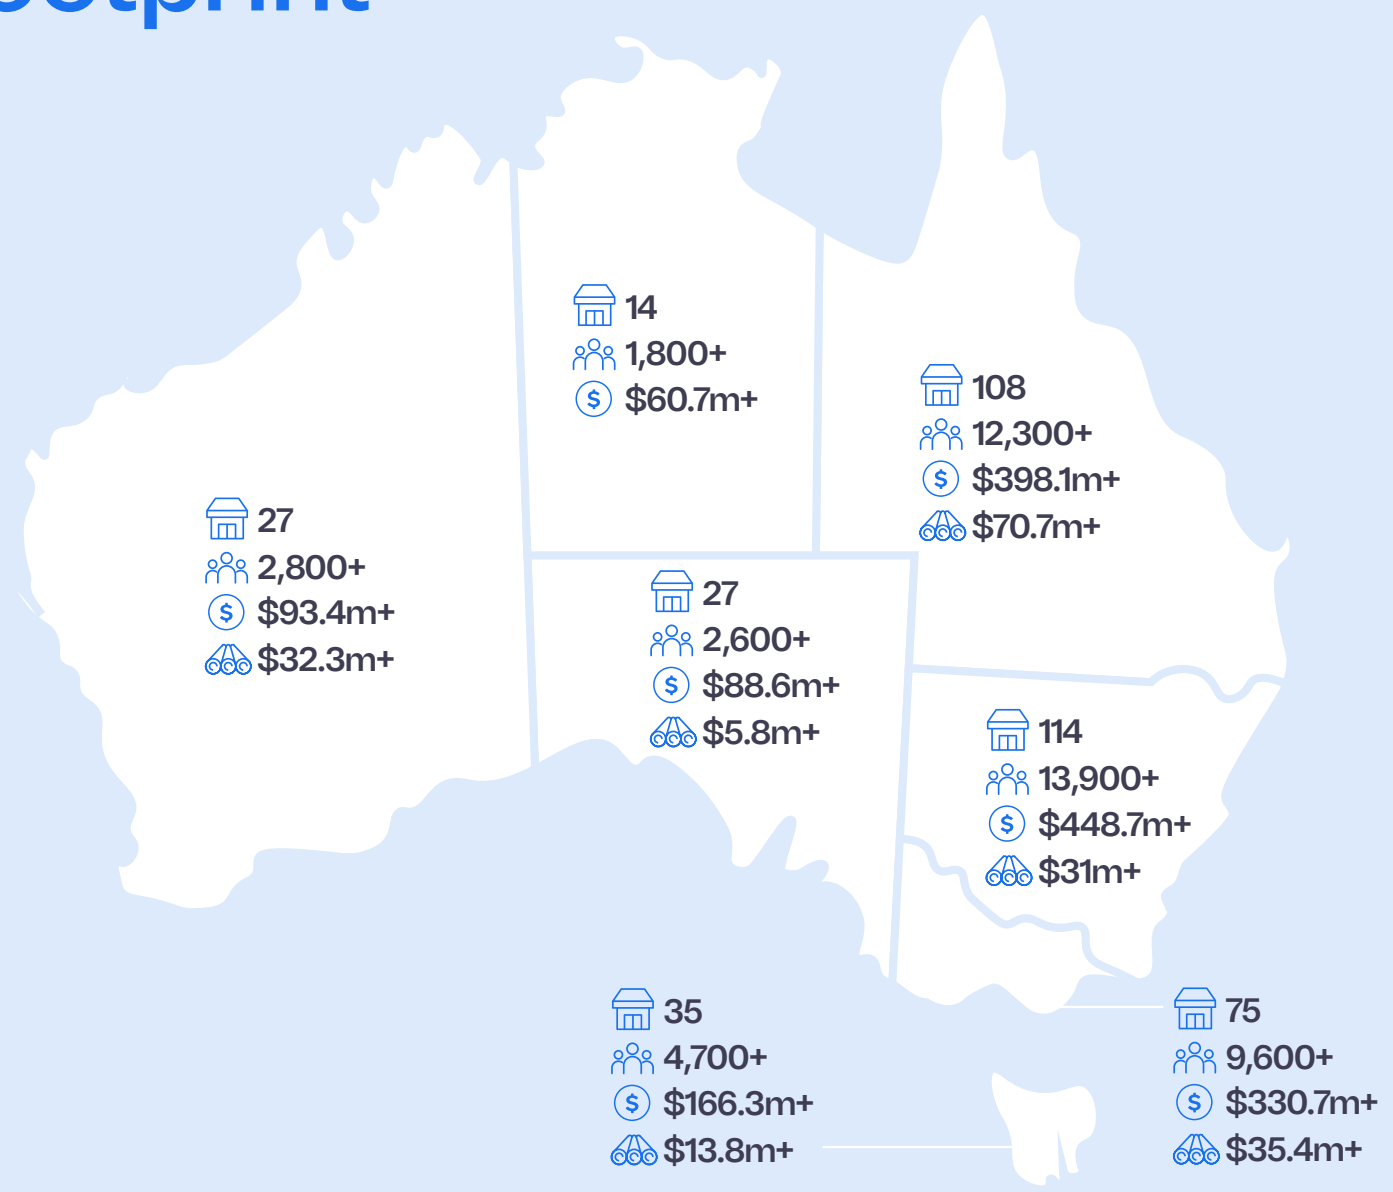 14
1,800+
$60.7m+
108
12,300+
$398.1m+
$70.7m+
27
2,800+
$93.4m+
$32.3m+
27
2,600+
$88.6m+
$5.8m+
114
13,900+
$448.7m+
$31m+
35
4,700+
$166.3m+
$13.8m+
75
9,600+
$330.7m+
$35.4m+